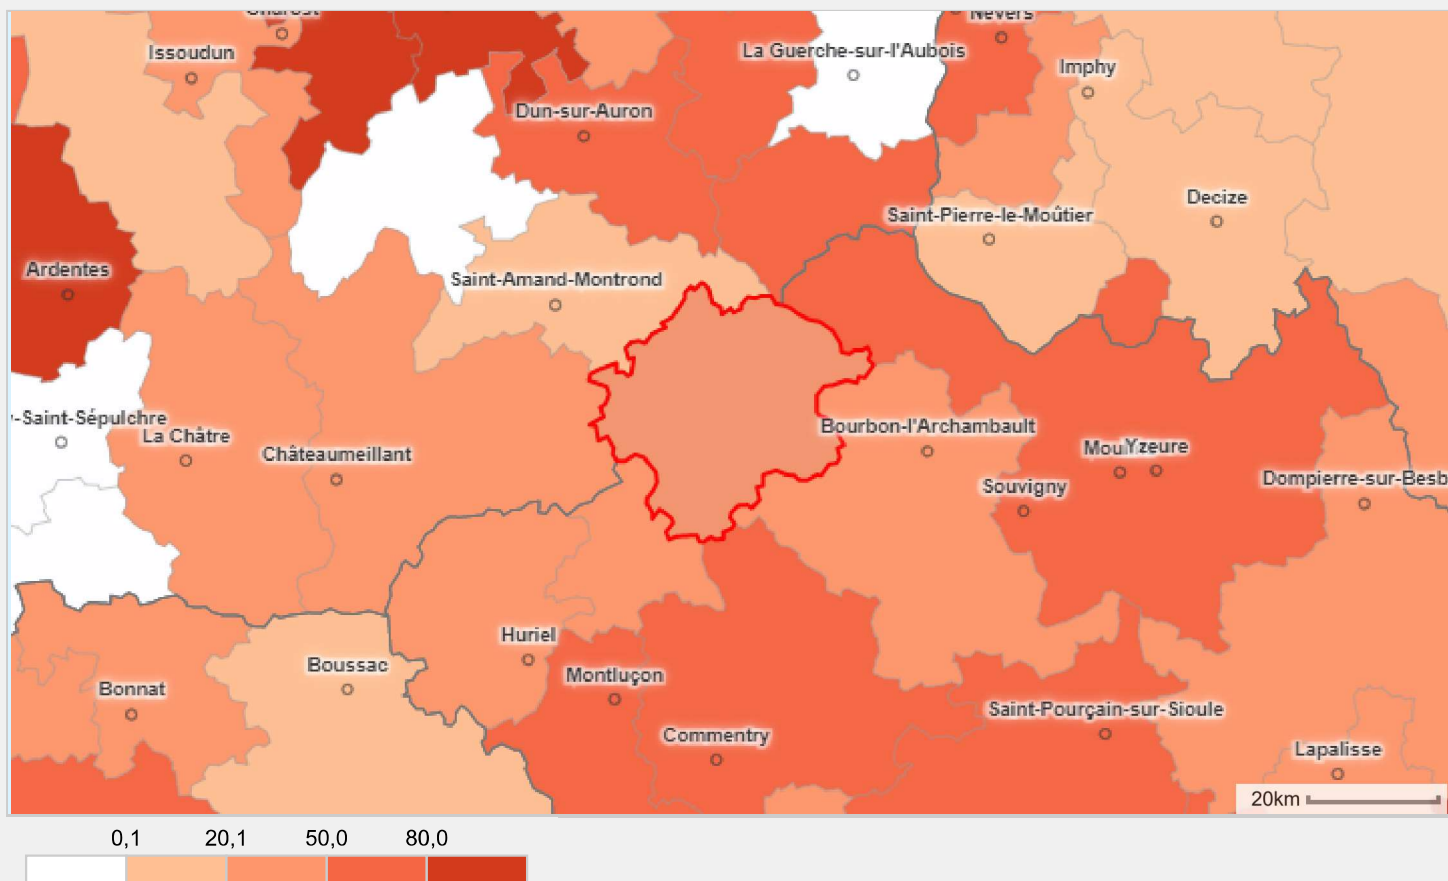 Nevers
Issoudun
La Guerche-sur-l'Aubois
Imphy
Dun-sur-Auron
Decize
Saint-Pierre-le-Moûtier
Ardentes
Saint-Amand-Montrond
-Saint-Sépulchre
La Châtre
Bourbon-l'Archambault
Châteaumeillant
Yzeure
Souvigny
Dompierre-sur-Besb
Huriel
Boussac
Montluçon
Bonnat
Saint-Pourçain-sur-Sioule
Commentry
Lapalisse
20km
0,1 20,1 50,0 80,0